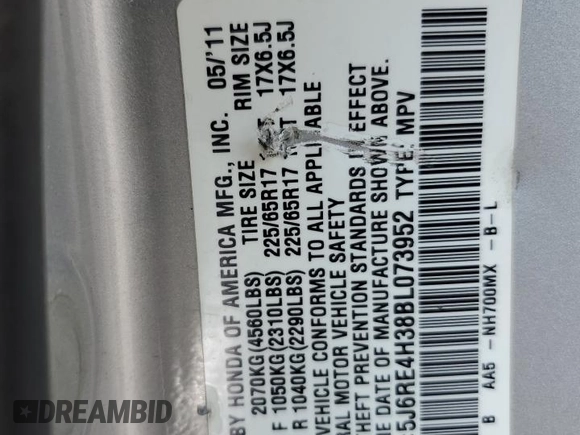 BY HONDA OF AMERICA MFG., INC. 05/'11
TIRE SIZE RIM SIZE
2070KG(4560LBS)
F 1050KG(2310LBS) 225/65R17 17X6.5J
R 1040KG(2290LBS) 225/65R17 17X6.5J
VEHICLE CONFORMS TO ALL APPLICABLE
MOTOR VEHICLE SAFETY
THEFT PREVENTION STANDARDS EFFECT
THE DATE OF MANUFACTURE SHOWN ABOVE.
5J6RE4H38BL073952 TYPE: MPV
B AA5 -NH700MX -B-L
DREAMBID